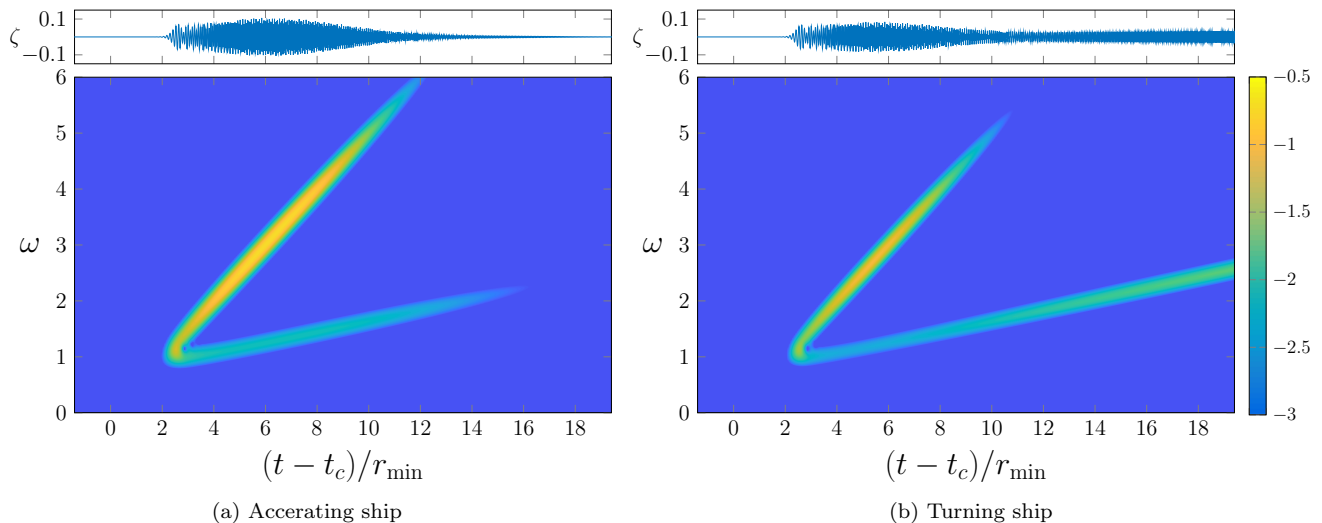 0.1
ζ
−0.1
0.1
ζ
−0.1
6
5
4
3
2
1
0
ω
0 2 4 6 8 10 12 14 16 18
(t − t_c)/r_min
6
5
4
3
2
1
0
ω
0 2 4 6 8 10 12 14 16 18
(t − t_c)/r_min
−0.5
−1
−1.5
−2
−2.5
−3
(a) Accerating ship
(b) Turning ship